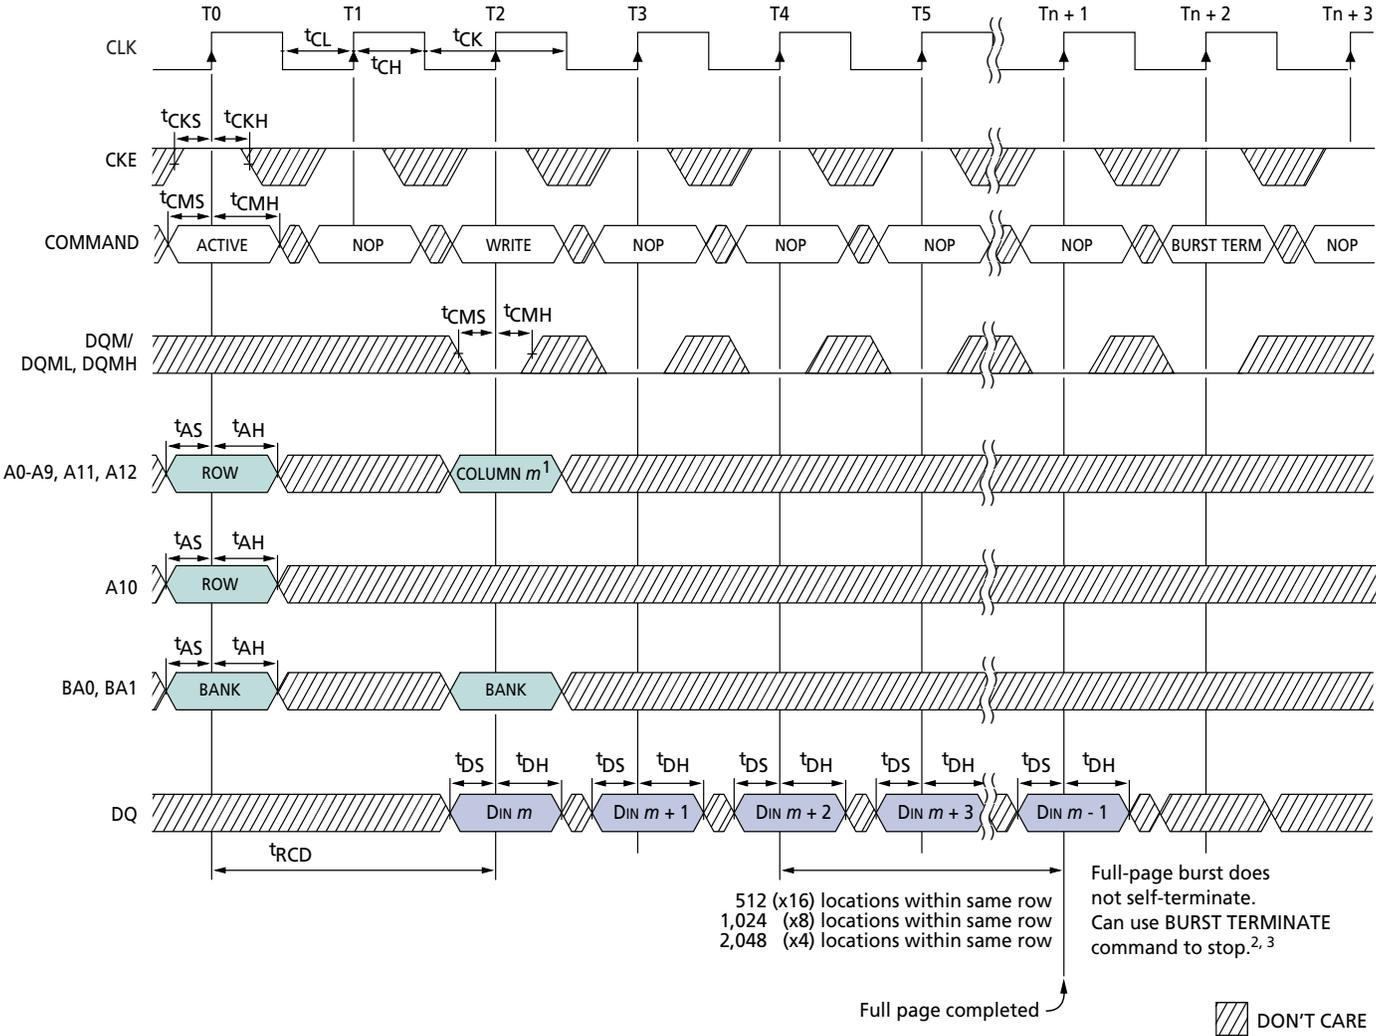 T0 T1 T2 T3 T4 T5 Tn + 1 Tn + 2 Tn + 3
CLK
tCL tCK
tCH
tCKS tCKH
CKE
tCMS tCMH
COMMAND ACTIVE NOP WRITE NOP NOP NOP NOP BURST TERM NOP
tCMS tCMH
DQM/
DQML, DQMH
tAS tAH
A0-A9, A11, A12 ROW COLUMN m1
tAS tAH
A10 ROW
tAS tAH
BA0, BA1 BANK BANK
tDS tDH tDS tDH tDS tDH tDS tDH tDS tDH
DQ DIN m DIN m + 1 DIN m + 2 DIN m + 3 DIN m - 1
tRCD
512 (x16) locations within same row
1,024 (x8) locations within same row
2,048 (x4) locations within same row
Full-page burst does
not self-terminate.
Can use BURST TERMINATE
command to stop.2, 3
Full page completed
DON'T CARE